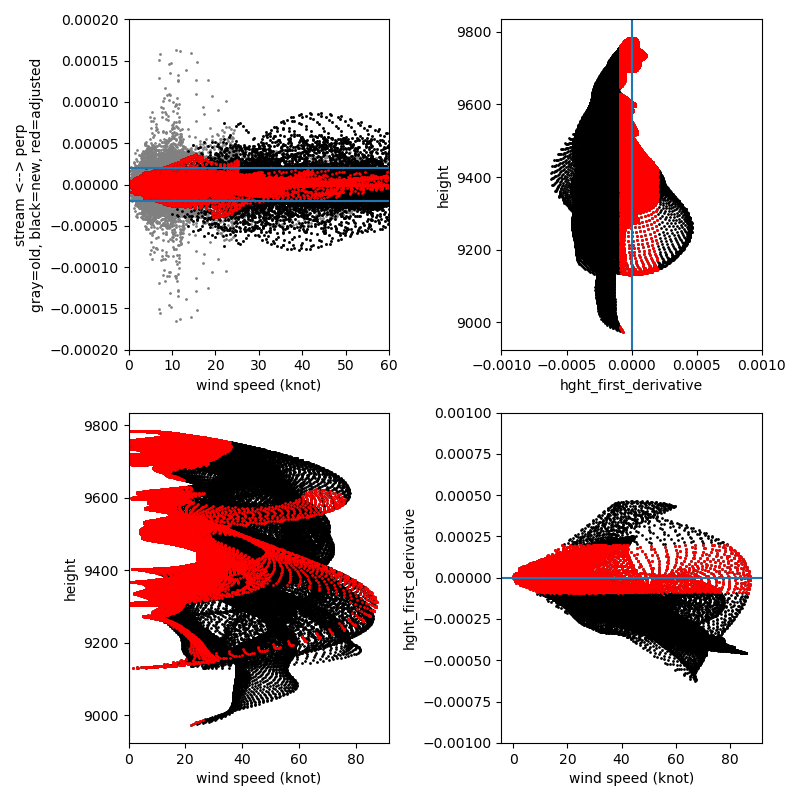 0.00020
0.00015
0.00010
0.00005
0.00000
−0.00005
−0.00010
−0.00015
−0.00020
0 10 20 30 40 50 60
wind speed (knot)
stream <--> perp
gray=old, black=new, red=adjusted
9800
9600
9400
9200
9000
−0.0010 −0.0005 0.0000 0.0005 0.0010
hght_first_derivative
height
9800
9600
9400
9200
9000
0 20 40 60 80
wind speed (knot)
height
0.00100
0.00075
0.00050
0.00025
0.00000
−0.00025
−0.00050
−0.00075
−0.00100
0 20 40 60 80
wind speed (knot)
hght_first_derivative